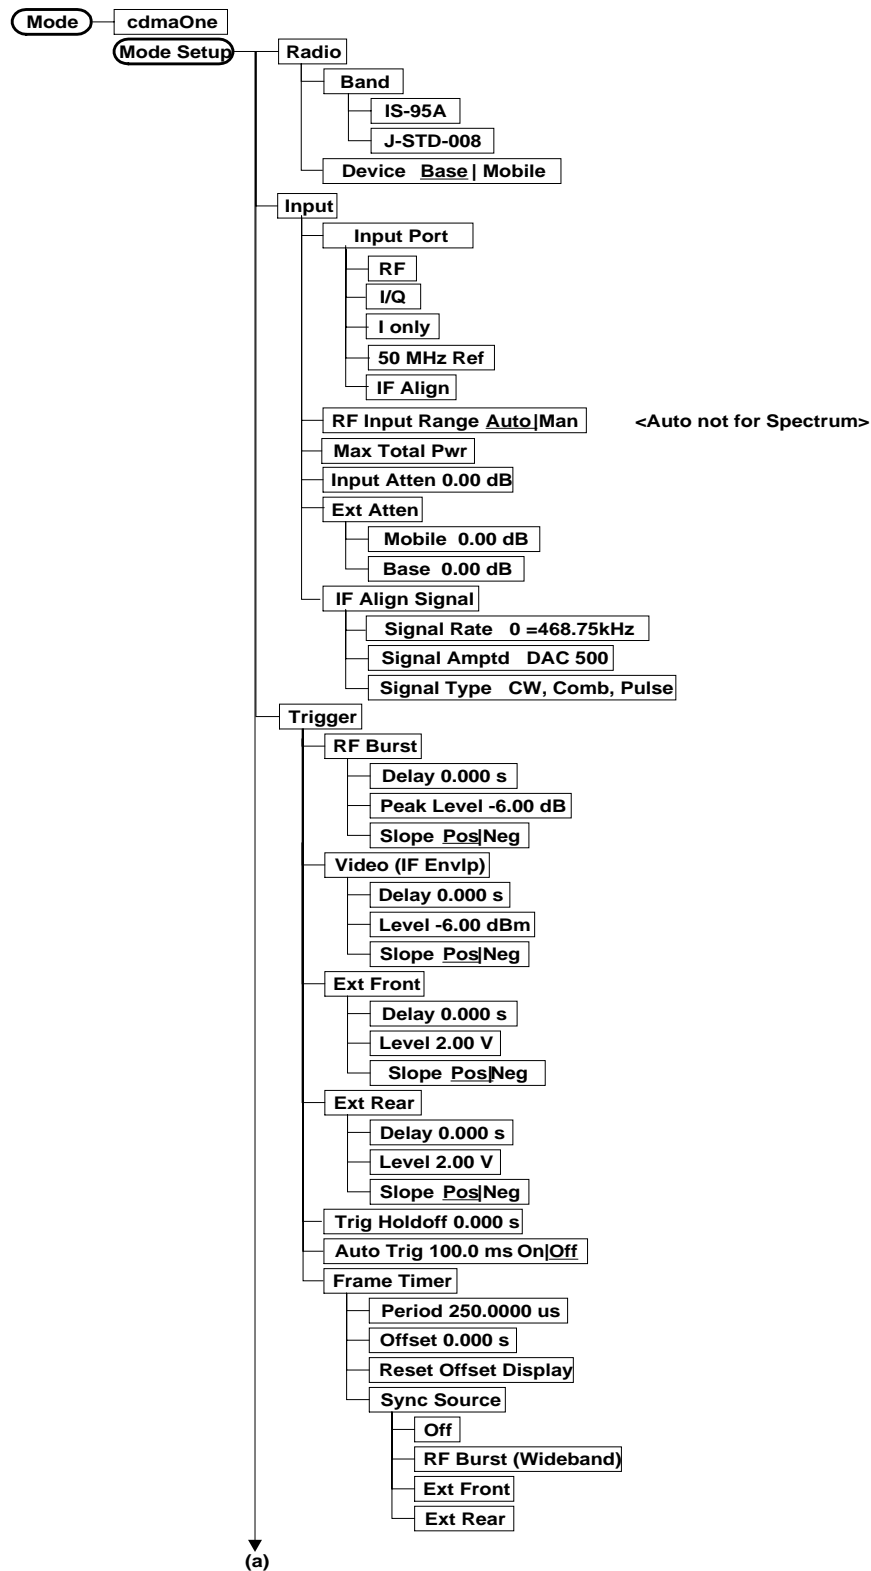 Mode cdmaOne
Mode Setup Radio
Band
IS-95A
J-STD-008
Device Base | Mobile
Input
Input Port
RF
I/Q
I only
50 MHz Ref
IF Align
RF Input Range Auto|Man <Auto not for Spectrum>
Max Total Pwr
Input Atten 0.00 dB
Ext Atten
Mobile 0.00 dB
Base 0.00 dB
IF Align Signal
Signal Rate 0 =468.75kHz
Signal Amptd DAC 500
Signal Type CW, Comb, Pulse
Trigger
RF Burst
Delay 0.000 s
Peak Level -6.00 dB
Slope Pos|Neg
Video (IF Envlp)
Delay 0.000 s
Level -6.00 dBm
Slope Pos|Neg
Ext Front
Delay 0.000 s
Level 2.00 V
Slope Pos|Neg
Ext Rear
Delay 0.000 s
Level 2.00 V
Slope Pos|Neg
Trig Holdoff 0.000 s
Auto Trig 100.0 ms On|Off
Frame Timer
Period 250.0000 us
Offset 0.000 s
Reset Offset Display
Sync Source
Off
RF Burst (Wideband)
Ext Front
Ext Rear
(a)